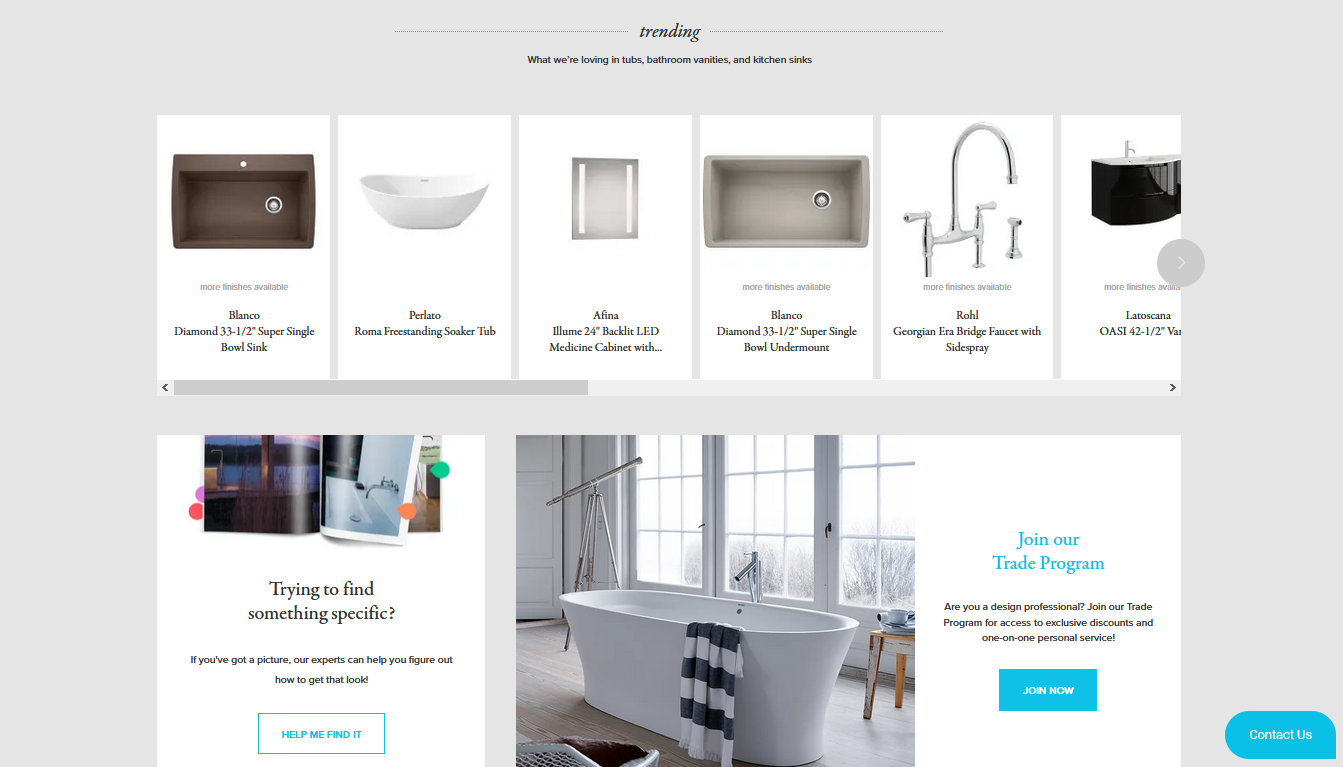 trending
What we're loving in tubs, bathroom vanities, and kitchen sinks
more finishes available
Blanco
Diamond 33-1/2" Super Single
Bowl Sink
Perlato
Roma Freestanding Soaker Tub
Afina
Illume 24" Backlit LED
Medicine Cabinet with...
more finishes available
Blanco
Diamond 33-1/2" Super Single
Bowl Undermount
more finishes available
Rohl
Georgian Era Bridge Faucet with
Sidespray
more finishes
Latoscana
OASI 42-1/2"
Trying to find
something specific?
If you've got a picture, our experts can help you figure out
how to get that look!
HELP ME FIND IT
Join our
Trade Program
Are you a design professional? Join our Trade
Program for access to exclusive discounts and
one-on-one personal service!
JOIN NOW
Contact Us